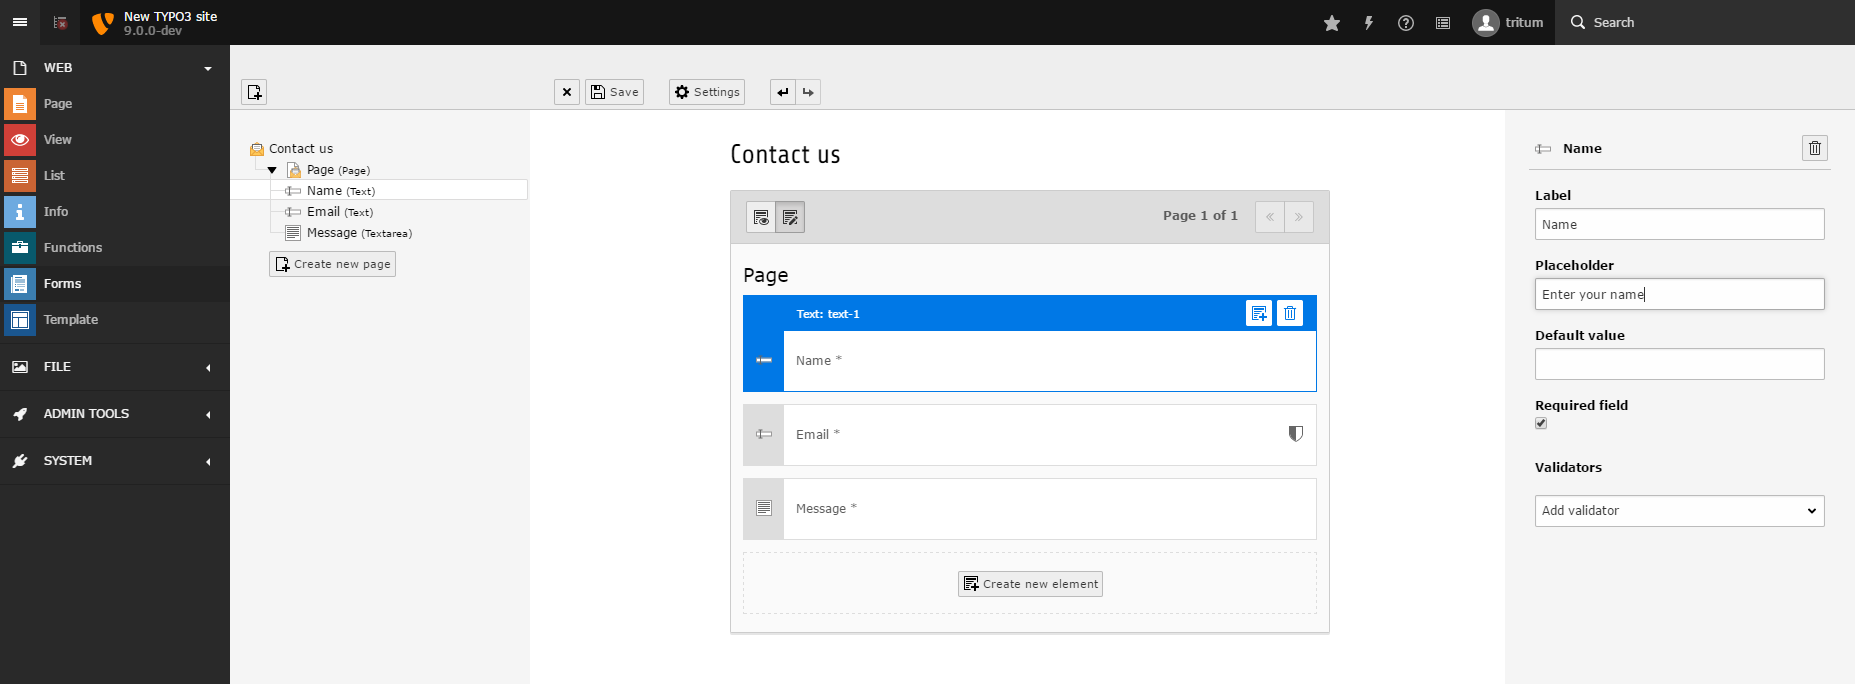 New TYPO3 site
9.0.0-dev
tritum
Search
WEB
Page
View
List
Info
Functions
Forms
Template
FILE
ADMIN TOOLS
SYSTEM
Save
Settings
Contact us
Page (Page)
Name (Text)
Email (Text)
Message (Textarea)
Create new page
Contact us
Page 1 of 1
« »
Page
Text: text-1
Name *
Email *
Message *
Create new element
Name
Label
Name
Placeholder
Enter your name
Default value
Required field
Validators
Add validator